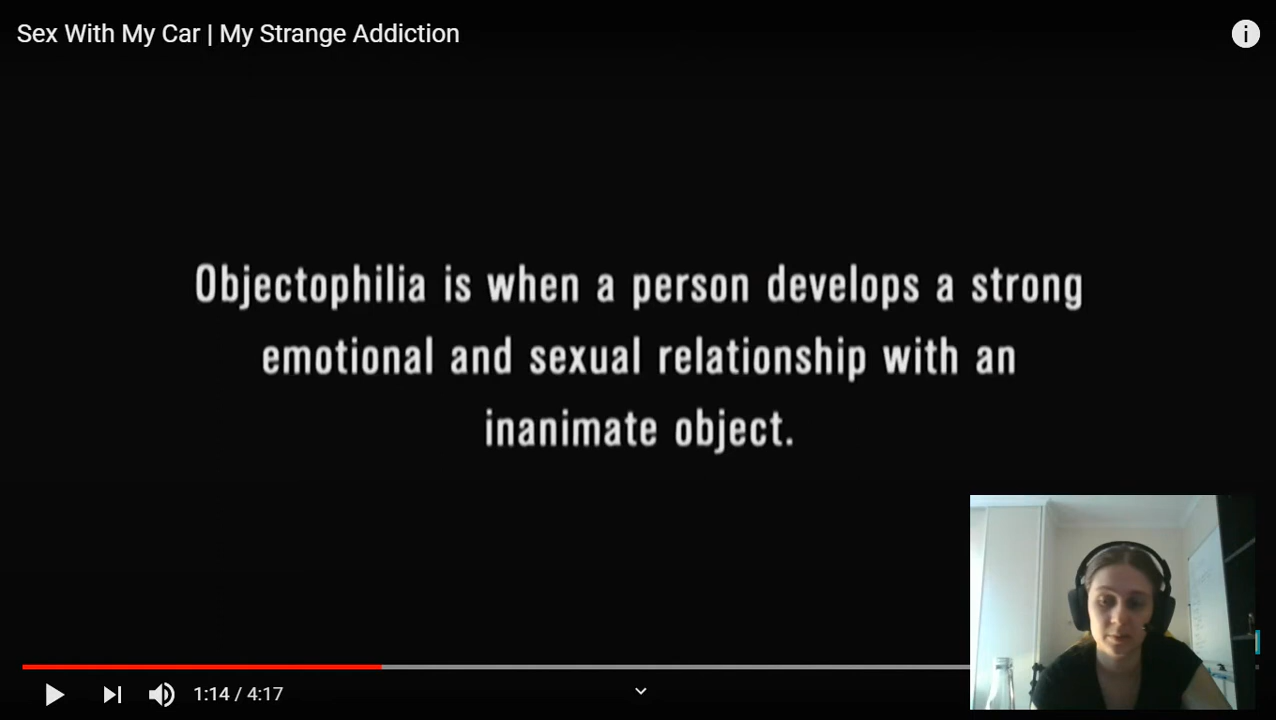 Sex With My Car | My Strange Addiction
Objectophilia is when a person develops a strong
emotional and sexual relationship with an
inanimate object.
1:14 / 4:17